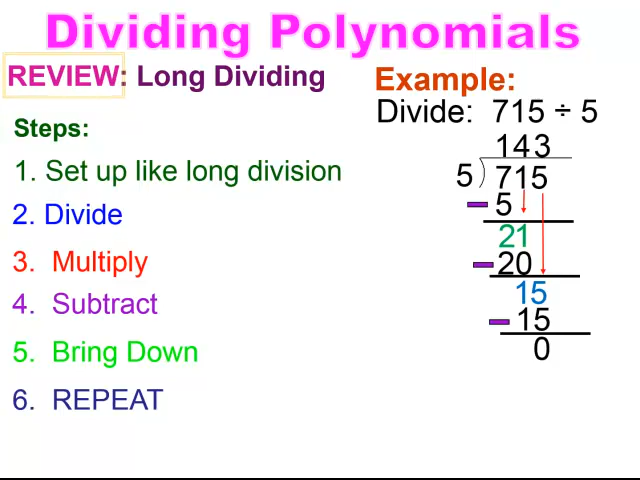 Dividing Polynomials
REVIEW: Long Dividing
Steps:
1. Set up like long division
2. Divide
3. Multiply
4. Subtract
5. Bring Down
6. REPEAT
Example:
Divide: 715 ÷ 5
143
5)715
- 5
21
- 20
15
- 15
0